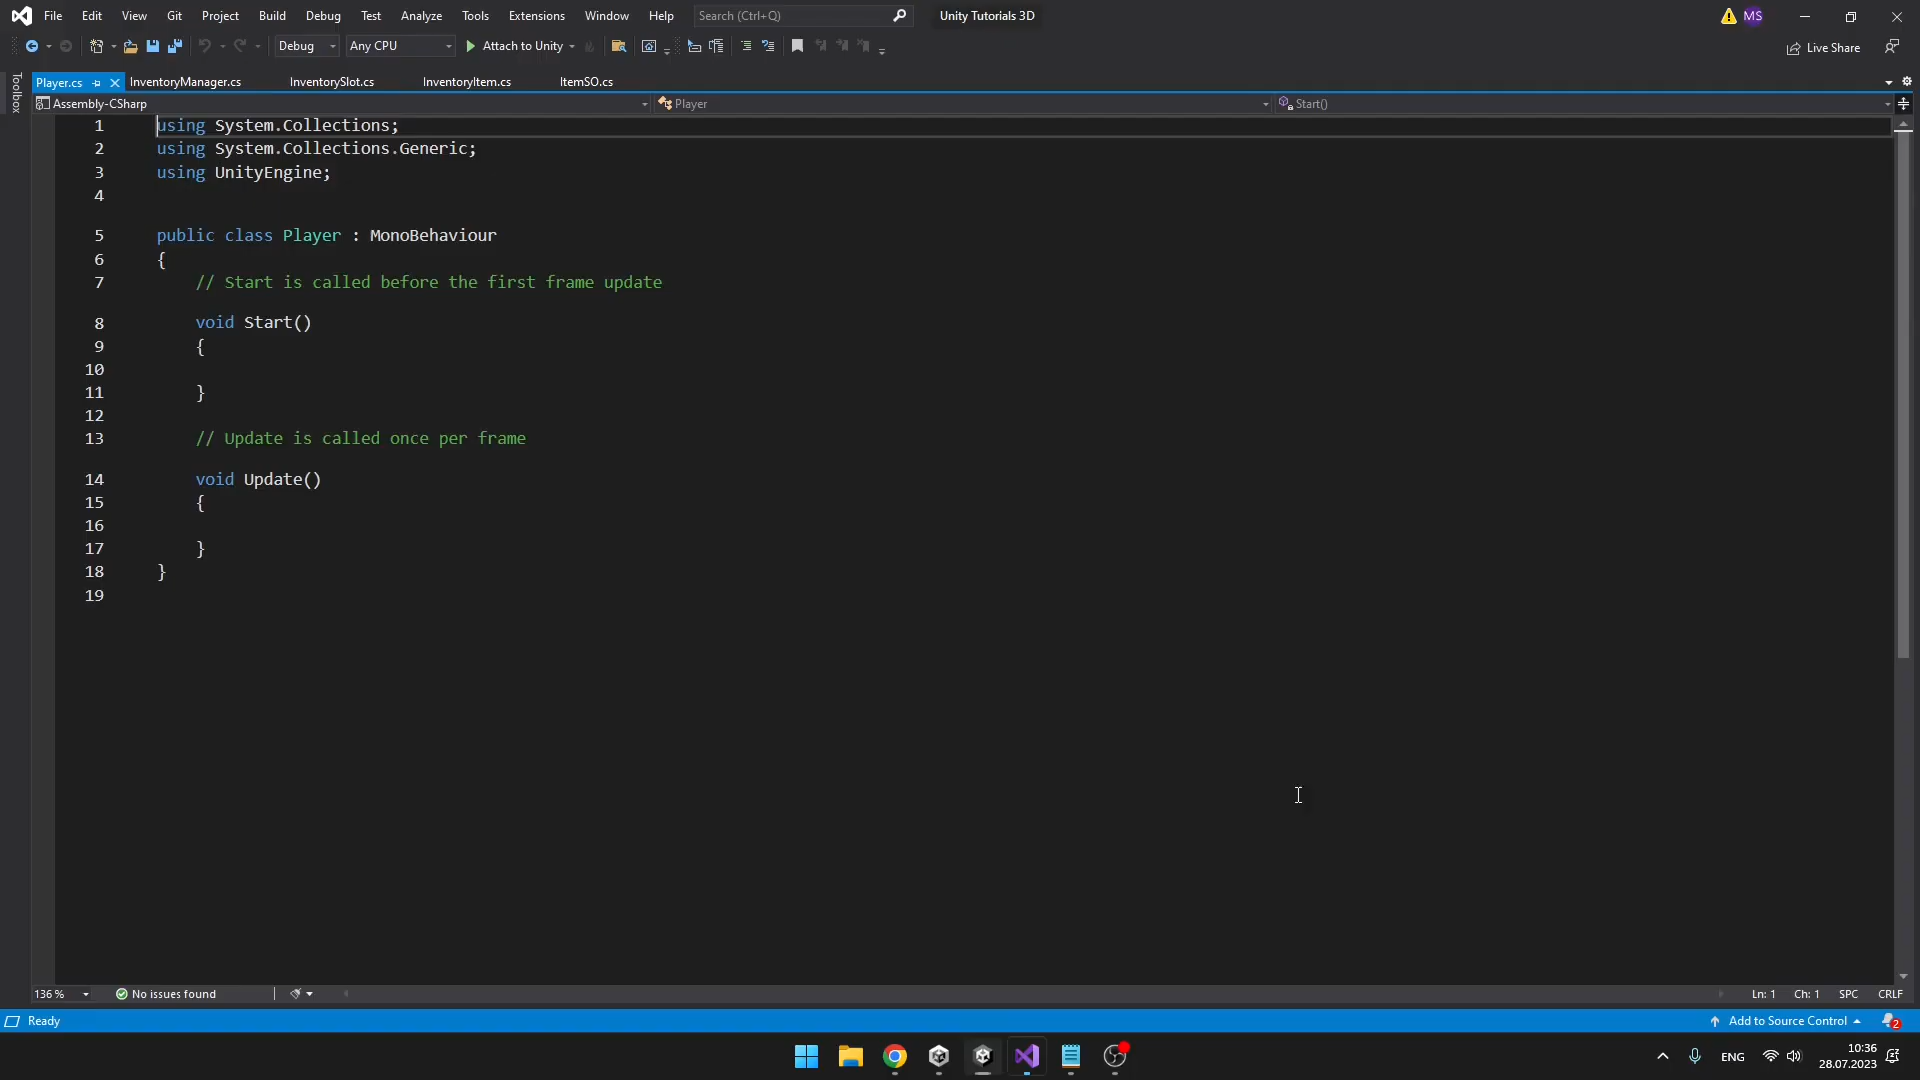 File Edit View Git Project Build Debug Test Analyze Tools Extensions Window Help Search (Ctrl+Q) Unity Tutorials 3D MS
Debug Any CPU Attach to Unity Live Share
Toolbox
Player.cs InventoryManager.cs InventorySlot.cs InventoryItem.cs ItemSO.cs
Assembly-CSharp Player Start()
1 using System.Collections;
2 using System.Collections.Generic;
3 using UnityEngine;
4
5 public class Player : MonoBehaviour
6 {
7 // Start is called before the first frame update
8 void Start()
9 {
10
11 }
12
13 // Update is called once per frame
14 void Update()
15 {
16
17 }
18 }
19
136 % No issues found Ln: 1 Ch: 1 SPC CRLF
Ready Add to Source Control 2
ENG 10:36
28.07.2023